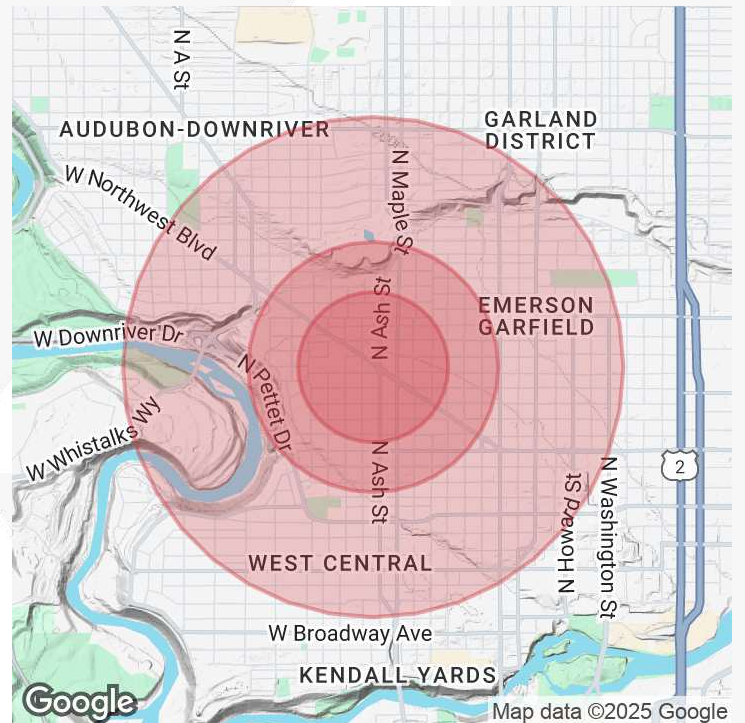 N A St
AUDUBON-DOWNRIVER
GARLAND
DISTRICT
N Maple St
W Northwest Blvd
N Ash St
EMERSON
GARFIELD
W Downriver Dr
N Pettet Dr
W Whistalks Wy
N Ash St
2
N Howard St
N Washington St
WEST CENTRAL
W Broadway Ave
KENDALL YARDS
Google
Map data ©2025 Google